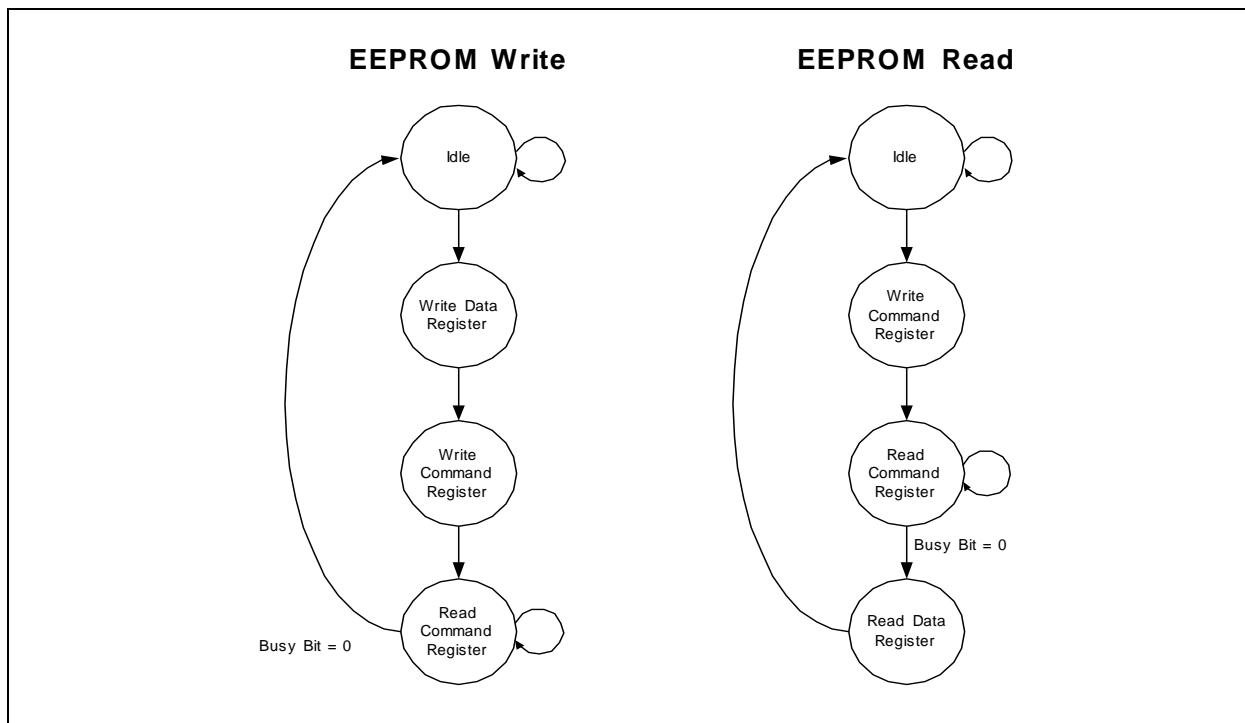 EEPROM Write
Idle
Write Data
Register
Write
Command
Register
Read
Command
Register
Busy Bit = 0
EEPROM Read
Idle
Write
Command
Register
Read
Command
Register
Busy Bit = 0
Read Data
Register